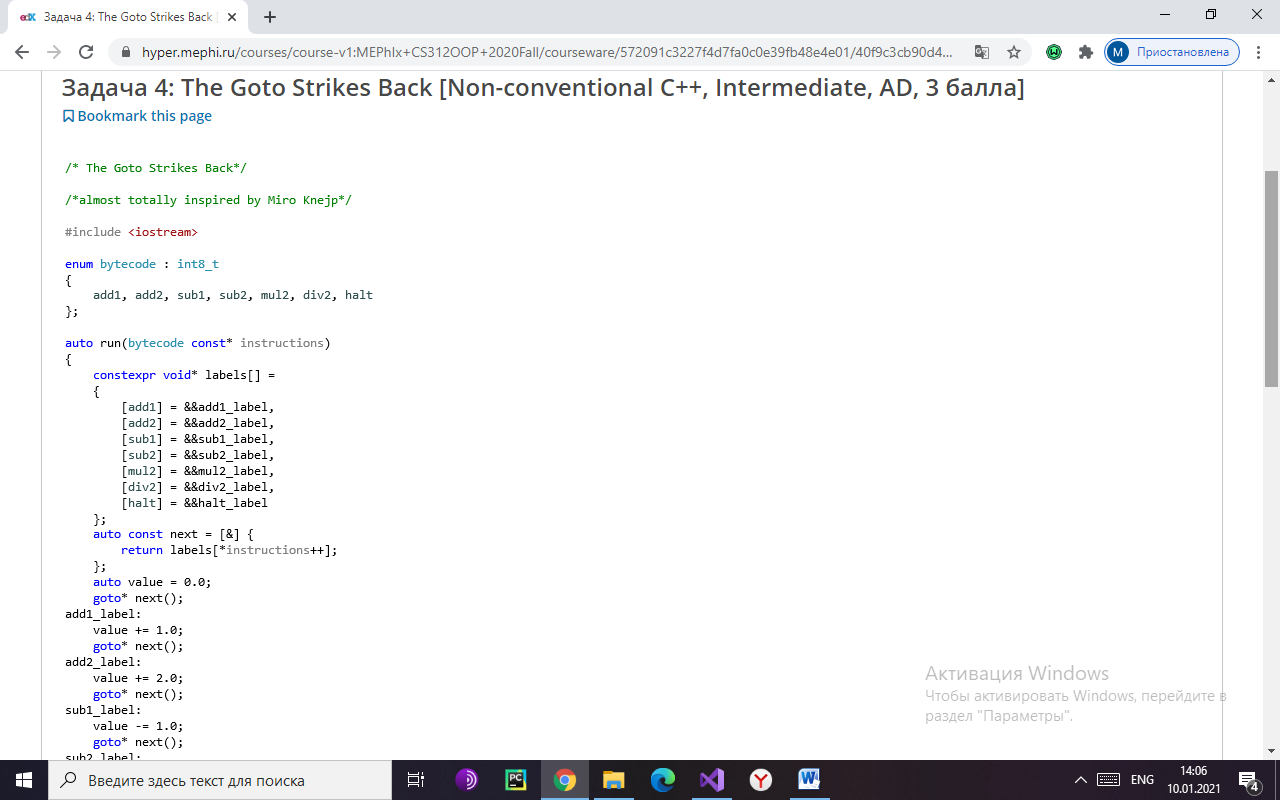 Задача 4: The Goto Strikes Back
hyper.mephi.ru/courses/course-v1:MEPhIx+CS312OOP+2020Fall/courseware/572091c3227f4d7fa0c0e39fb48e4e01/40f9c3cb90d4...
M Приостановлена
Задача 4: The Goto Strikes Back [Non-conventional C++, Intermediate, AD, 3 балла]
Bookmark this page
/* The Goto Strikes Back*/
/*almost totally inspired by Miro Knejp*/
#include <iostream>
enum bytecode : int8_t
{
add1, add2, sub1, sub2, mul2, div2, halt
};
auto run(bytecode const* instructions)
{
constexpr void* labels[] =
{
[add1] = &&add1_label,
[add2] = &&add2_label,
[sub1] = &&sub1_label,
[sub2] = &&sub2_label,
[mul2] = &&mul2_label,
[div2] = &&div2_label,
[halt] = &&halt_label
};
auto const next = [&] {
return labels[*instructions++];
};
auto value = 0.0;
goto* next();
add1_label:
value += 1.0;
goto* next();
add2_label:
value += 2.0;
goto* next();
sub1_label:
value -= 1.0;
goto* next();
sub2_label:
Активация Windows
Чтобы активировать Windows, перейдите в
раздел "Параметры".
Введите здесь текст для поиска
ENG
14:06
10.01.2021
4